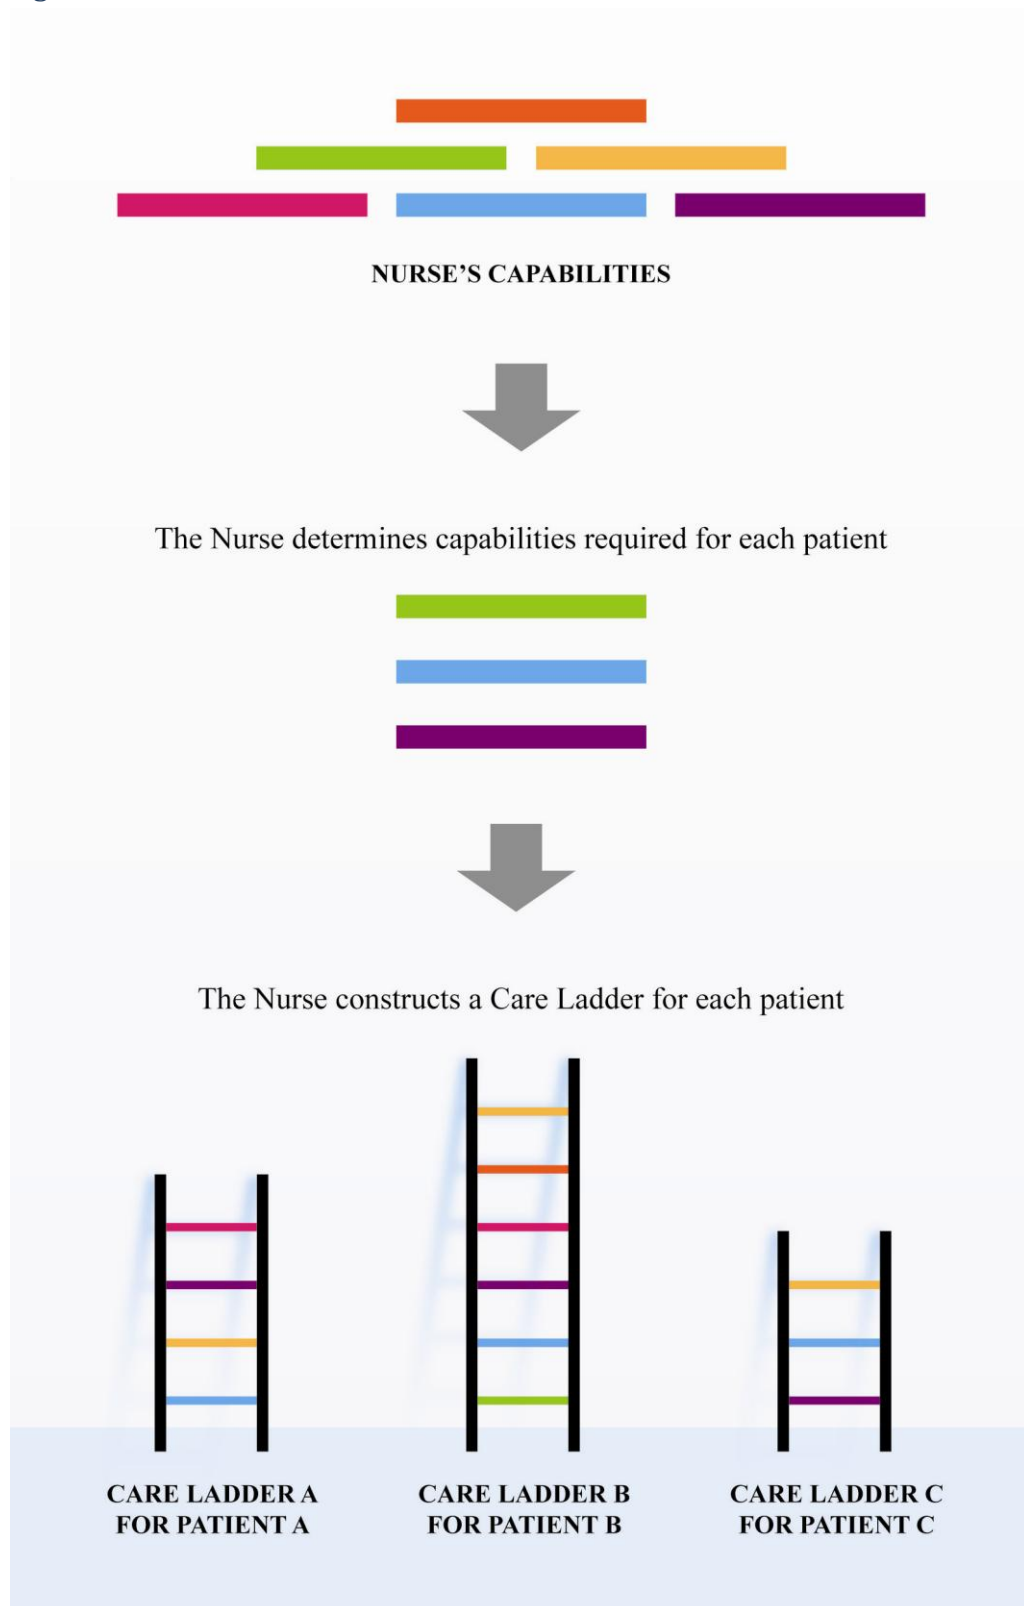 NURSE’S CAPABILITIES
The Nurse determines capabilities required for each patient
The Nurse constructs a Care Ladder for each patient
CARE LADDER A
FOR PATIENT A
CARE LADDER B
FOR PATIENT B
CARE LADDER C
FOR PATIENT C